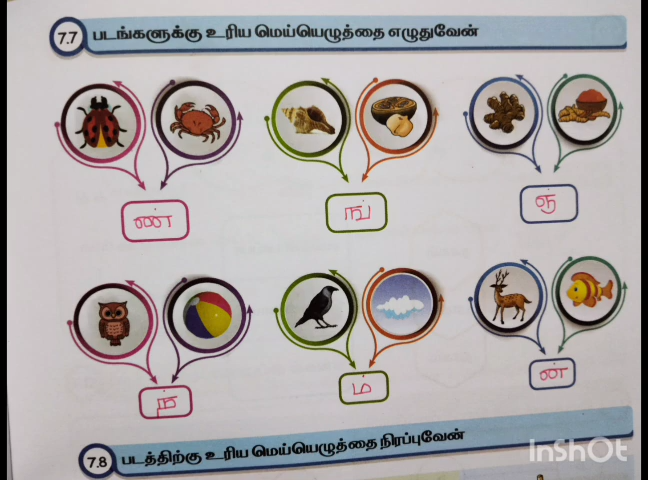 7.7 படங்களுக்கு உரிய மெய்யெழுத்தை எழுதுவேன்
ண் ங் ஞ்
ந் ம் ன்
7.8 படத்திற்கு உரிய மெய்யெழுத்தை நிரப்புவேன்
InShOt